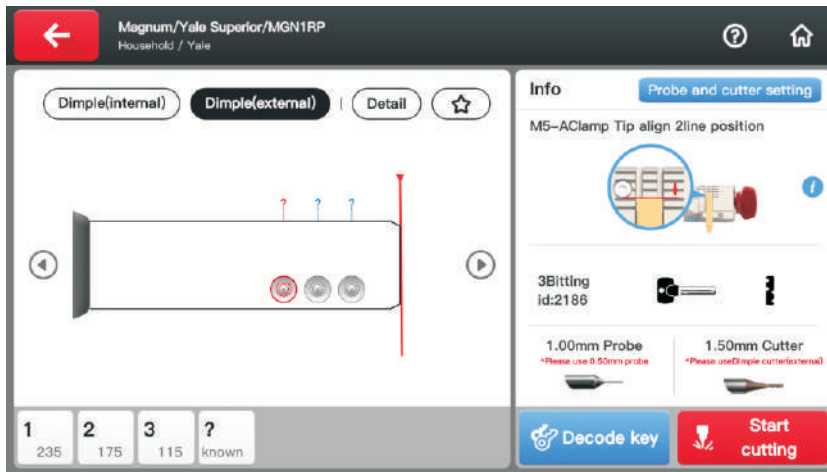 Magnum/Yale Superior/MGN1RP
Household / Yale
Dimple(internal)
Dimple(external)
Detail
? ? ?
1
235
2
175
3
115
?
known
Info
Probe and cutter setting
M5-AClamp Tip align 2line position
3Bitting
id:2186
1.00mm Probe
*Please use 0.50mm probe
1.50mm Cutter
*Please useDimple cutter(external)
Decode key
Start
cutting